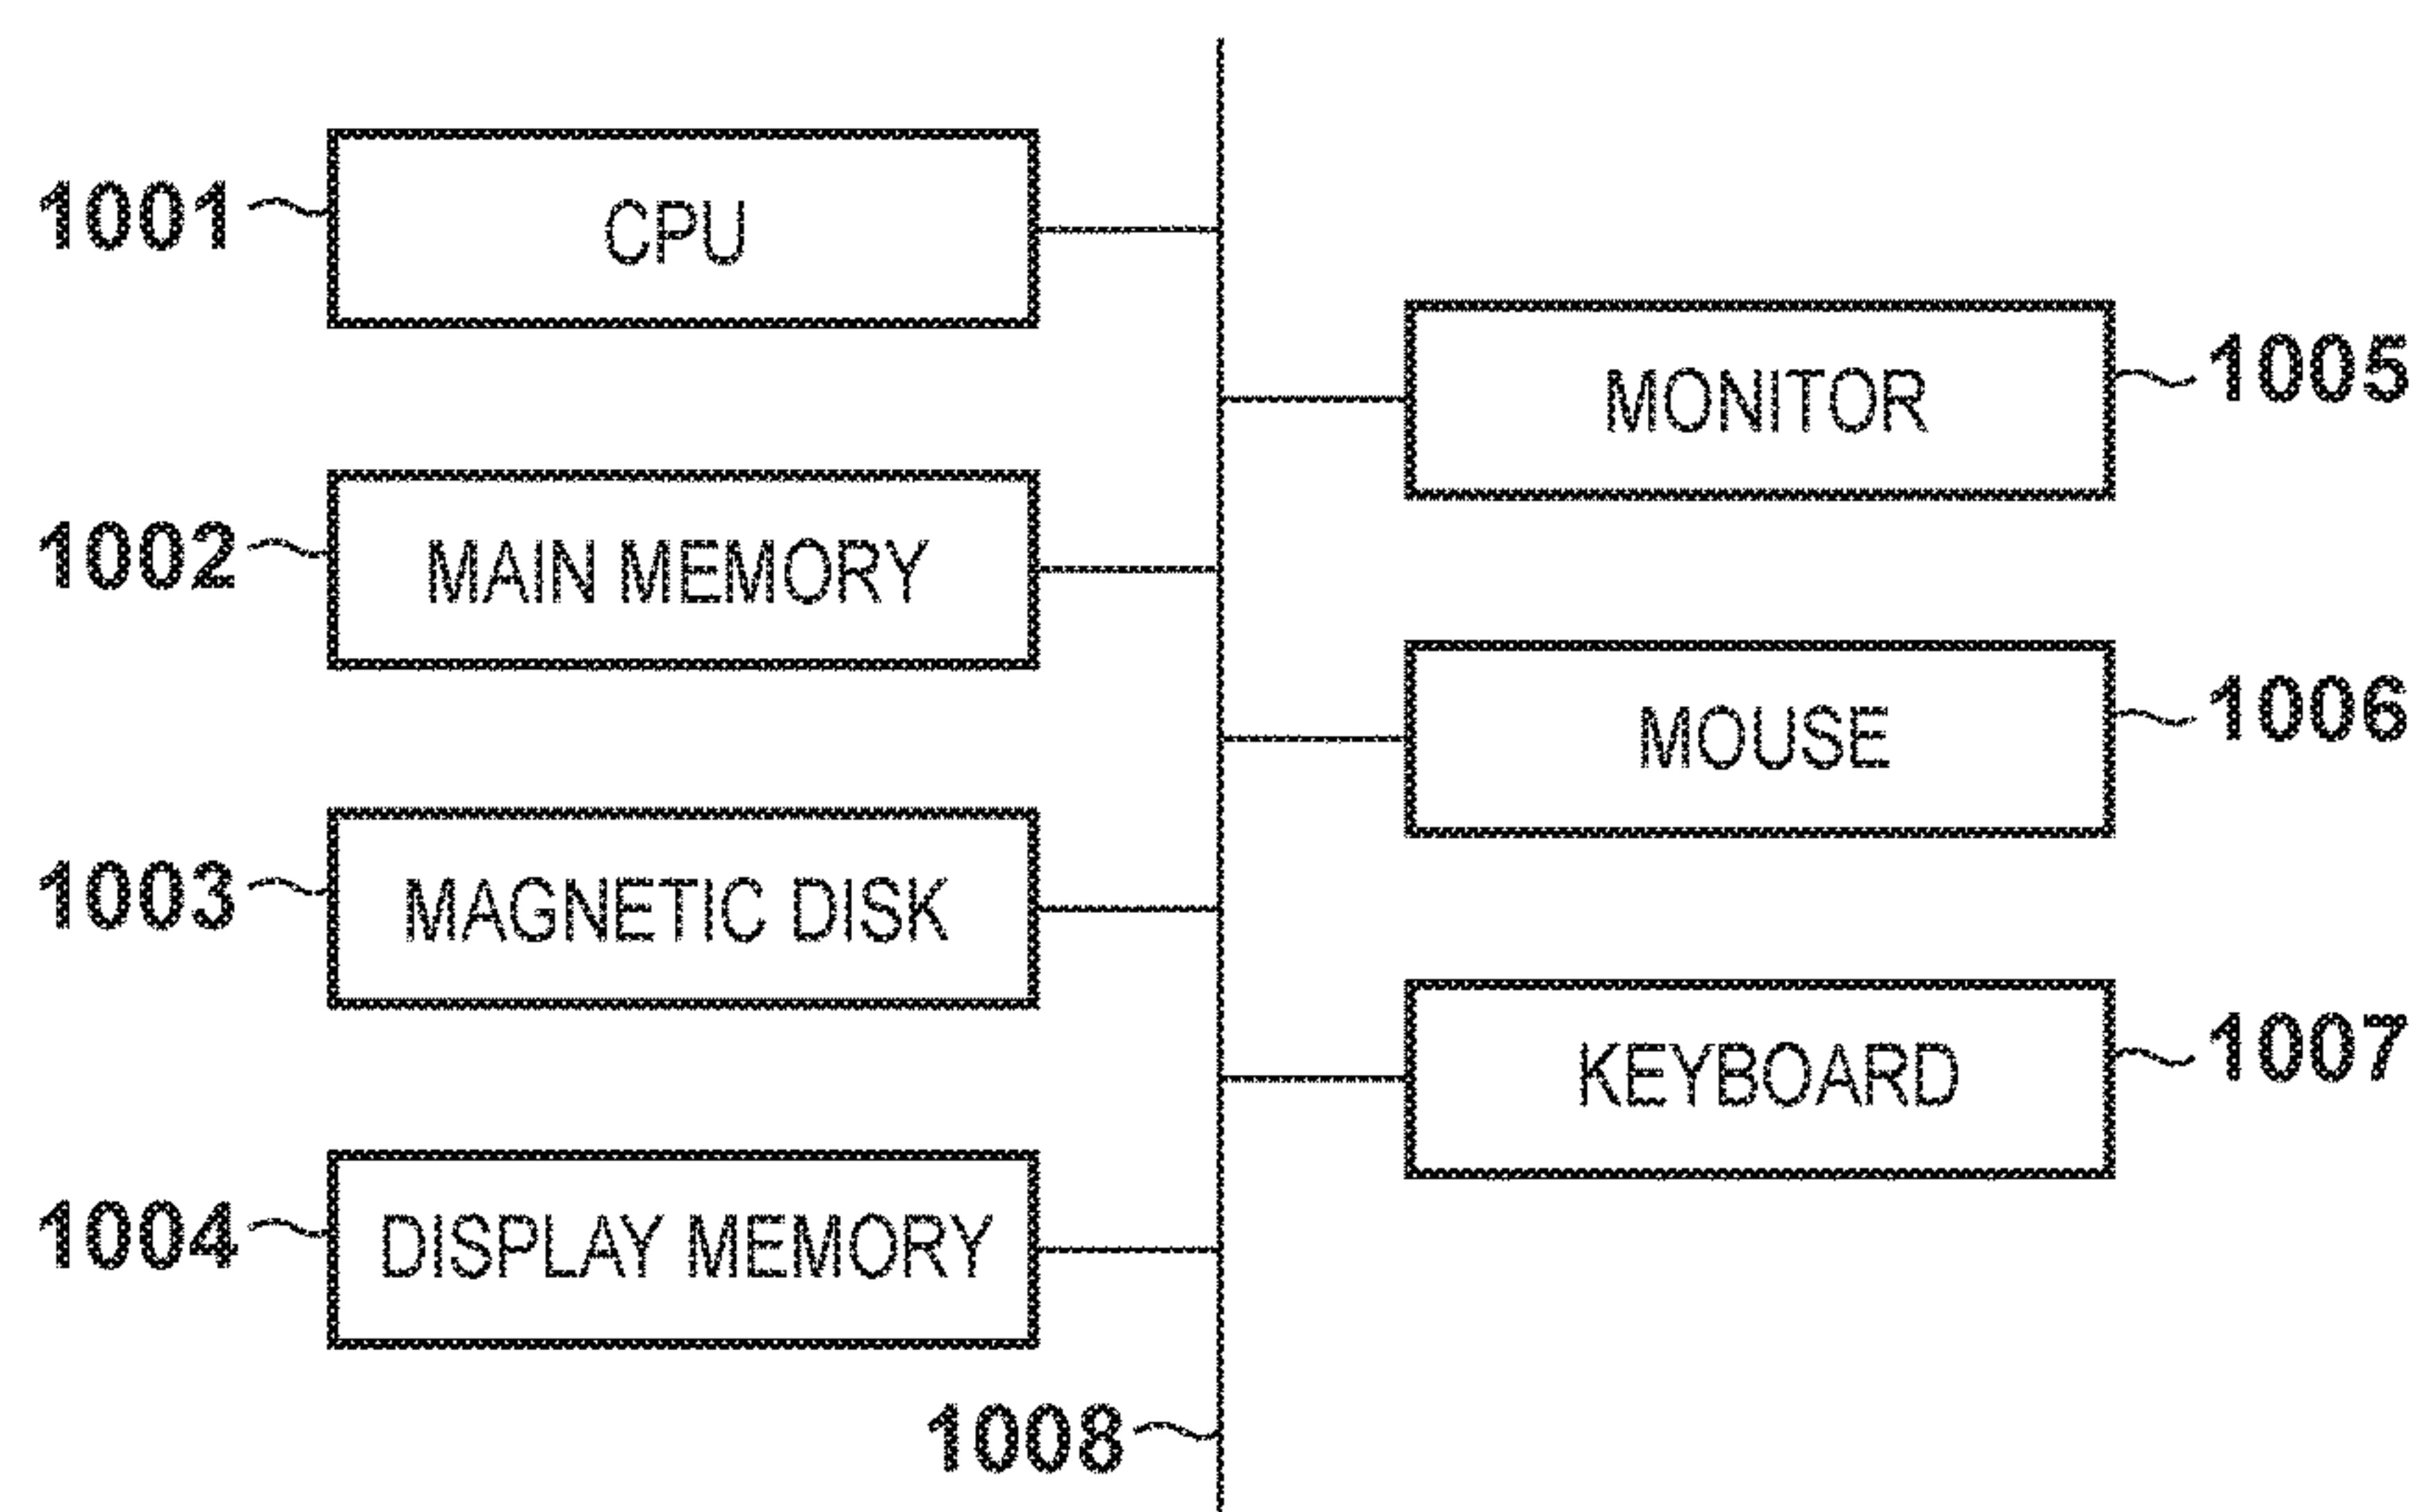 1001
CPU
1002
MAIN MEMORY
1003
MAGNETIC DISK
1004
DISPLAY MEMORY
MONITOR
1005
MOUSE
1006
KEYBOARD
1007
1008